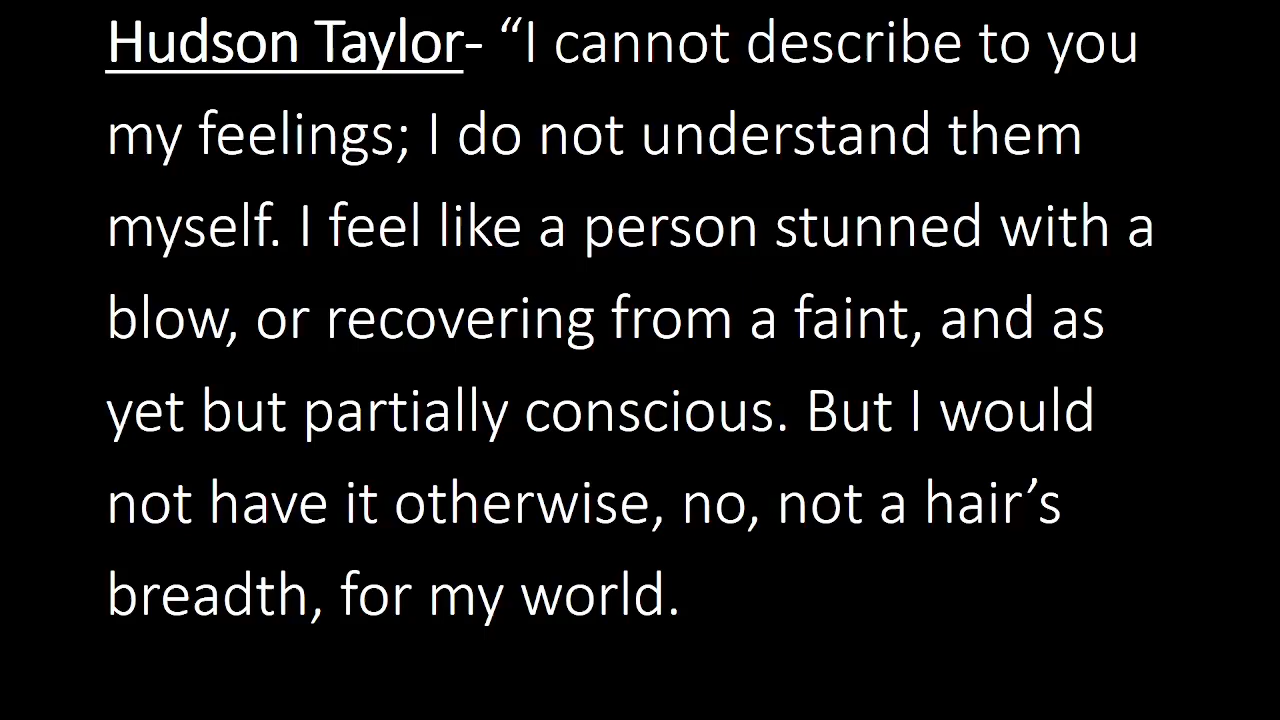 Hudson Taylor- “I cannot describe to you
my feelings; I do not understand them
myself. I feel like a person stunned with a
blow, or recovering from a faint, and as
yet but partially conscious. But I would
not have it otherwise, no, not a hair’s
breadth, for my world.